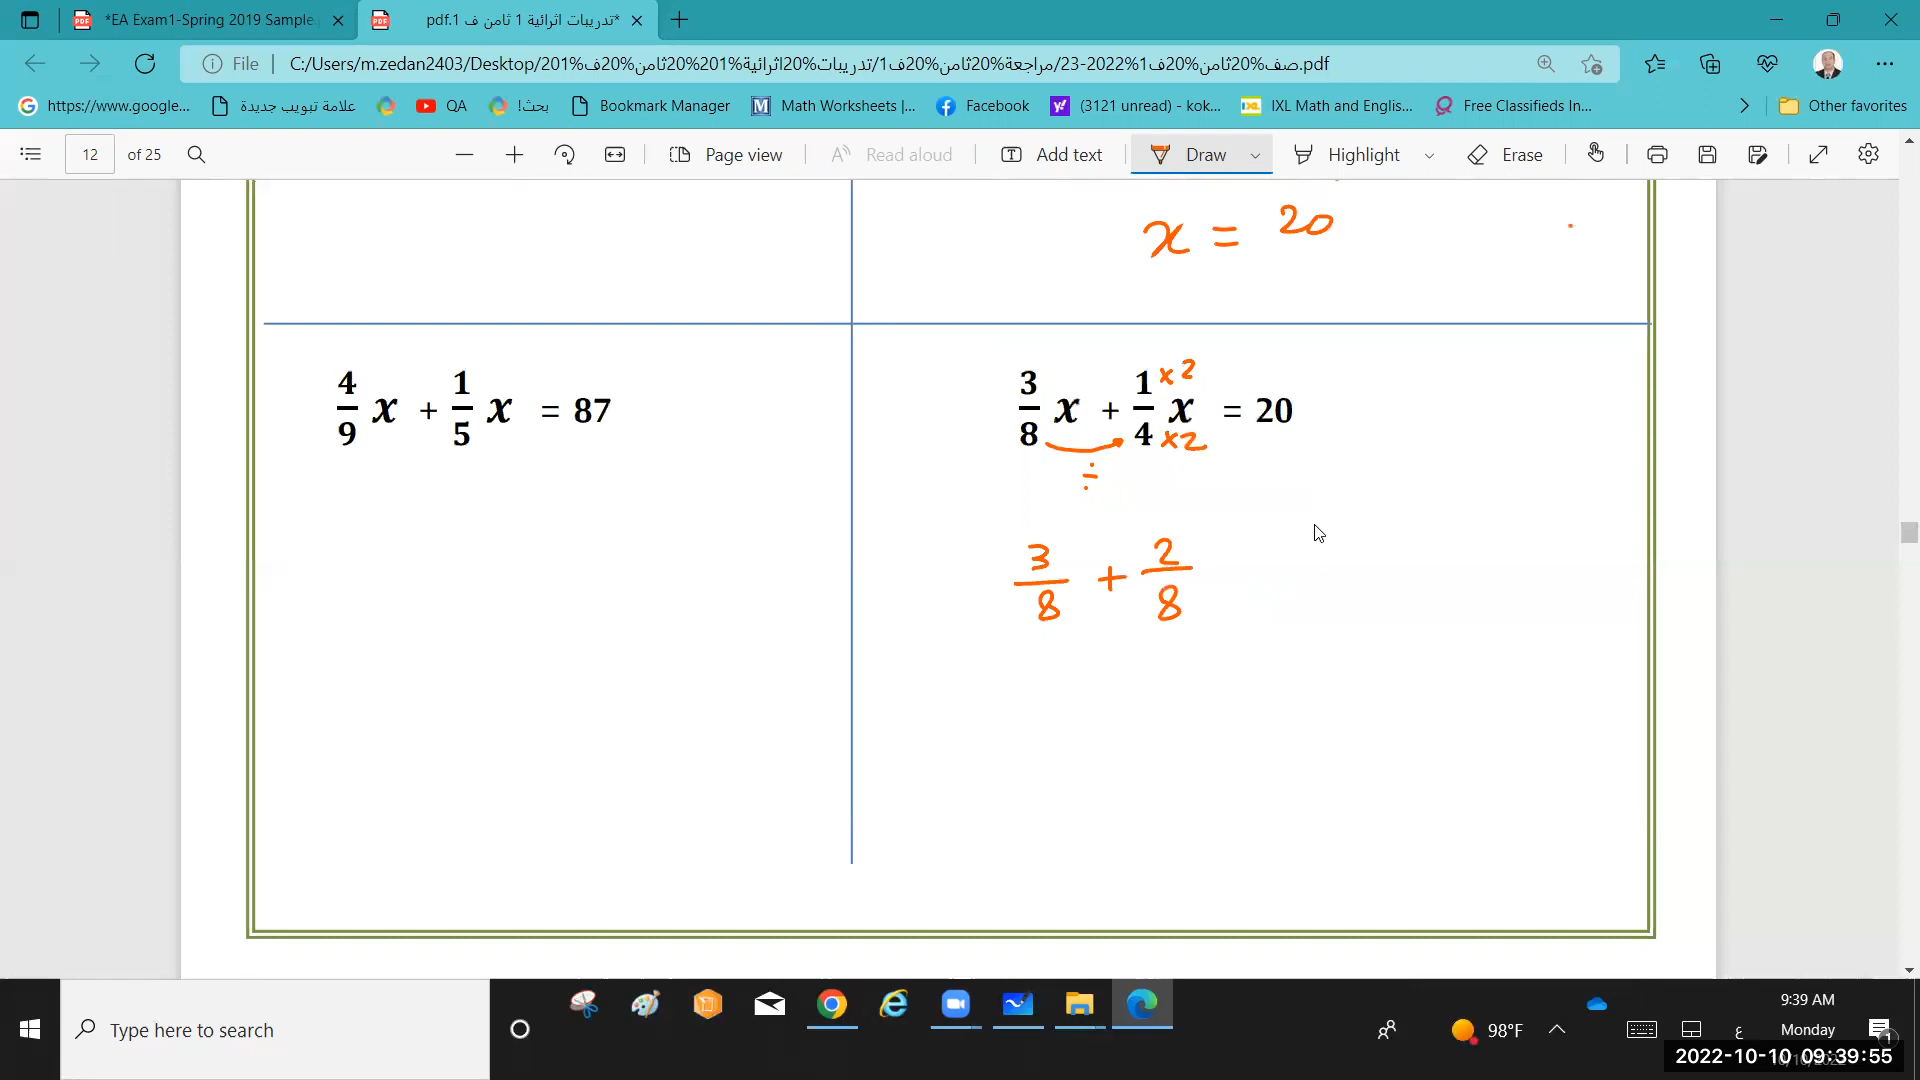 *EA Exam1-Spring 2019 Sample.
*تدريبات اثرائية 1 ثامن ف 1.pdf
File
C:/Users/m.zedan2403/Desktop/201%20صف%20ثامن%20ف1%2022-23/مراجعة%20ثامن%20ف1/تدريبات%20اثرائية%201%20ثامن%20ف1.pdf
https://www.google...
علامة تبويب جديدة
QA
بحث!
Bookmark Manager
Math Worksheets |...
Facebook
(3121 unread) - kok...
IXL Math and Englis...
Free Classifieds In...
Other favorites
12 of 25
Page view
Read aloud
Add text
Draw
Highlight
Erase
x = 20
4/9 x + 1/5 x = 87
3/8 x + 1/4 x = 20
×2
×2
÷
3/8 + 2/8
Type here to search
98°F
ع
9:39 AM
Monday
1
2022-10-10 09:39:55